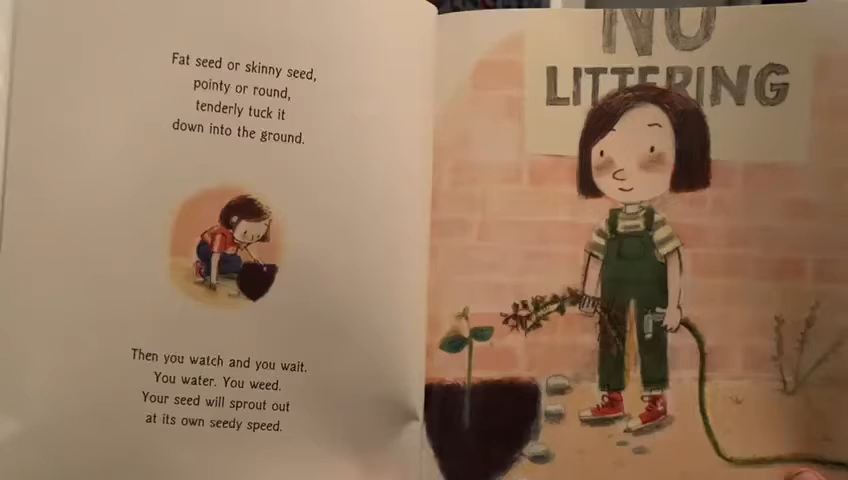 Fat seed or skinny seed,
pointy or round,
tenderly tuck it
down into the ground.
Then you watch and you wait.
You water. You weed.
Your seed will sprout out
at its own seedy speed.
NO
LITTERING